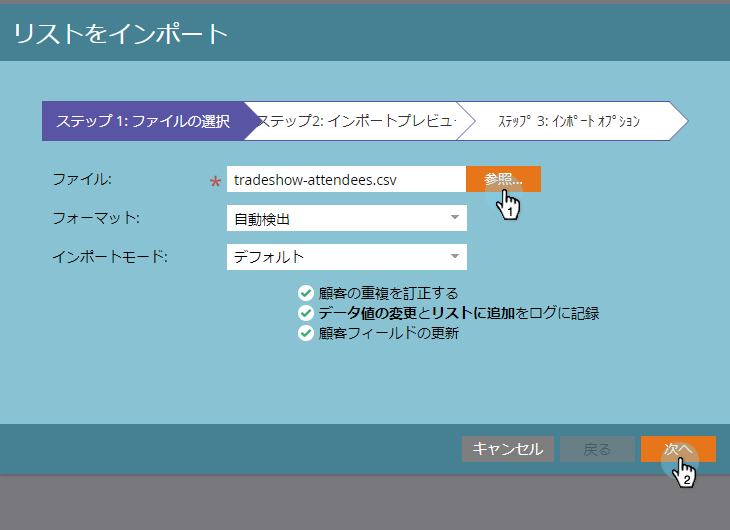 リストをインポート
ステップ 1: ファイルの選択
ステップ2: インポートプレビュー
ｽﾃｯﾌﾟ 3: ｲﾝﾎﾟｰﾄ ｵﾌﾟｼｮﾝ
ファイル: * tradeshow-attendees.csv 参照...
1
フォーマット: 自動検出
インポートモード: デフォルト
顧客の重複を訂正する
データ値の変更とリストに追加をログに記録
顧客フィールドの更新
キャンセル 戻る 次へ
2